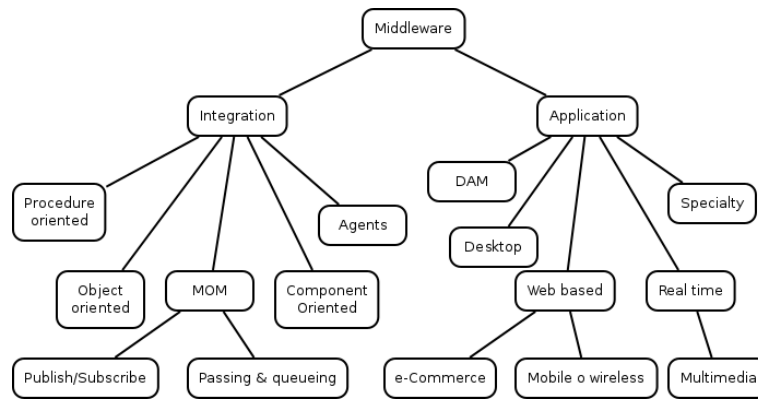 Middleware
Integration
Application
DAM
Procedure
oriented
Specialty
Agents
Desktop
Object
oriented
MOM
Component
Oriented
Web based
Real time
Publish/Subscribe
Passing & queueing
e-Commerce
Mobile o wireless
Multimedia